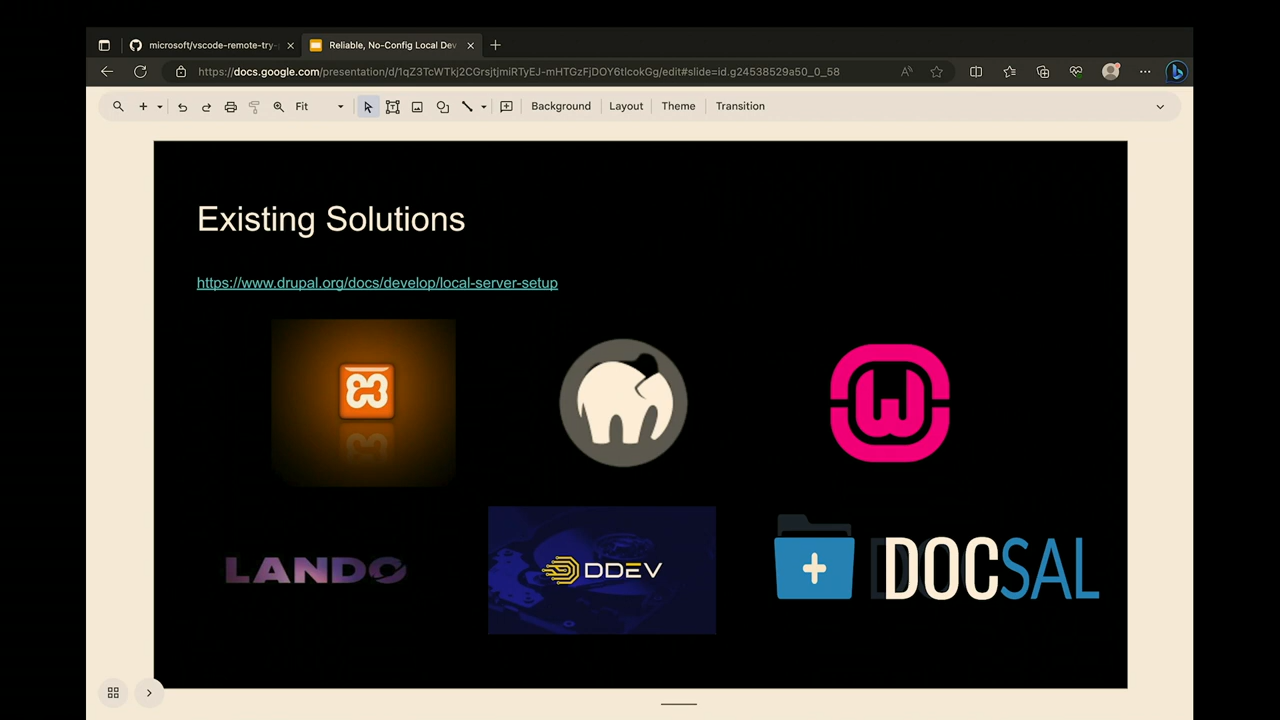 microsoft/vscode-remote-try-
Reliable, No-Config Local Dev
https://docs.google.com/presentation/d/1qZ3TcWTkj2CGrsjtjmiRTyEJ-mHTGzFjDOY6tlcokGg/edit#slide=id.g24538529a50_0_58
Fit
Background
Layout
Theme
Transition
Existing Solutions
https://www.drupal.org/docs/develop/local-server-setup
W
LANDO
DDEV
DOCSAL